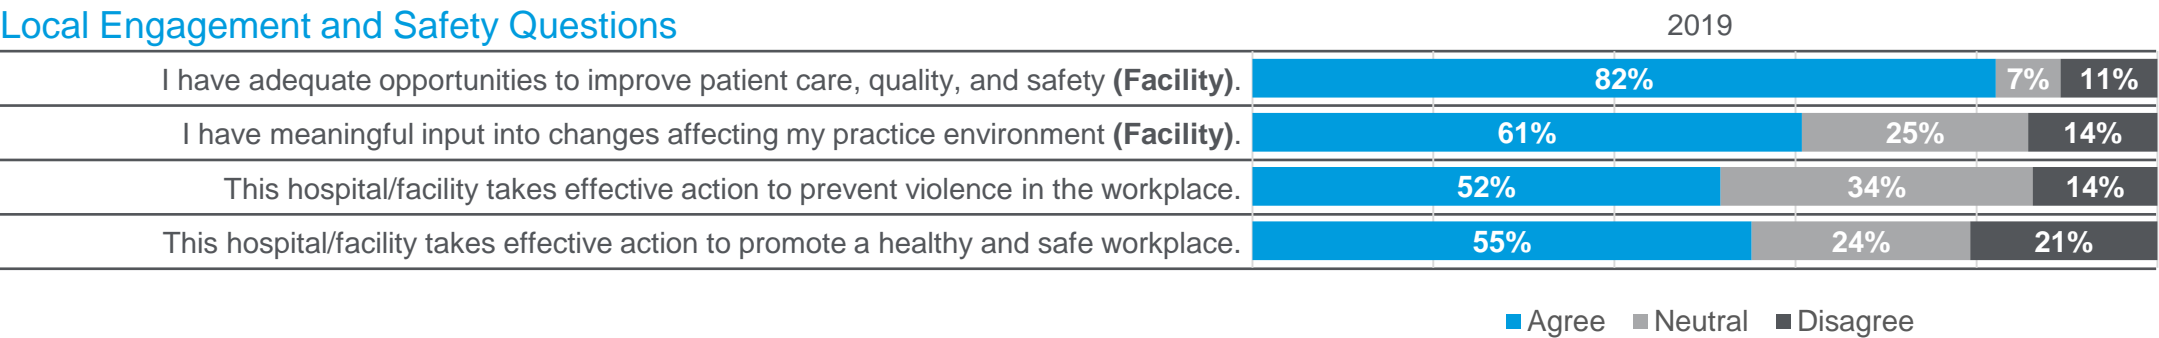 Local Engagement and Safety Questions 2019
I have adequate opportunities to improve patient care, quality, and safety (Facility). 82% 7% 11%
I have meaningful input into changes affecting my practice environment (Facility). 61% 25% 14%
This hospital/facility takes effective action to prevent violence in the workplace. 52% 34% 14%
This hospital/facility takes effective action to promote a healthy and safe workplace. 55% 24% 21%
Agree Neutral Disagree